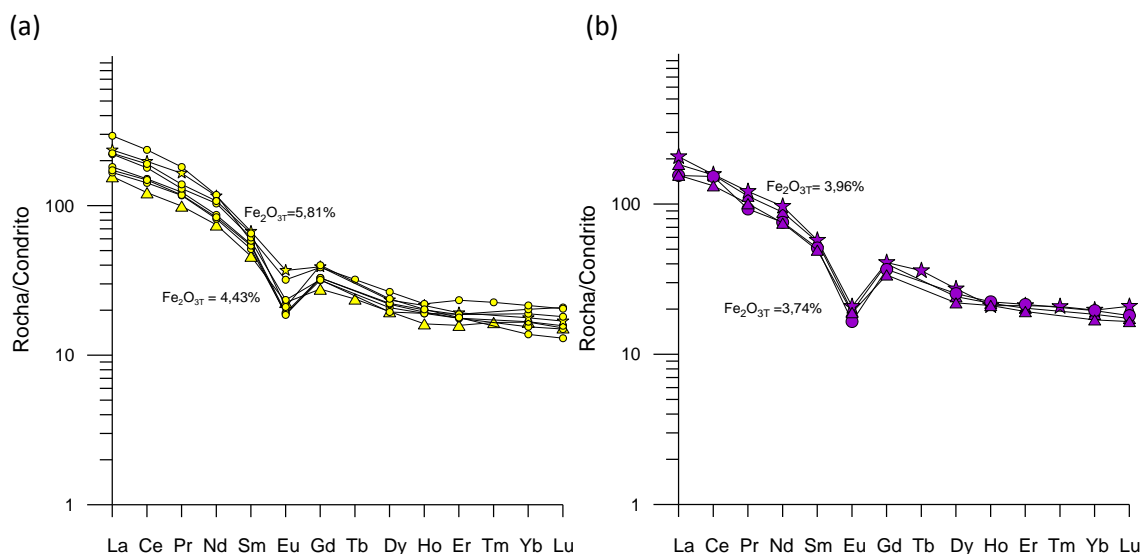 (a)
Rocha/Condrito
100
10
1
Fe2O3T=5,81%
Fe2O3T = 4,43%
La Ce Pr Nd Sm Eu Gd Tb Dy Ho Er Tm Yb Lu
(b)
Rocha/Condrito
100
10
1
Fe2O3T= 3,96%
Fe2O3T =3,74%
La Ce Pr Nd Sm Eu Gd Tb Dy Ho Er Tm Yb Lu